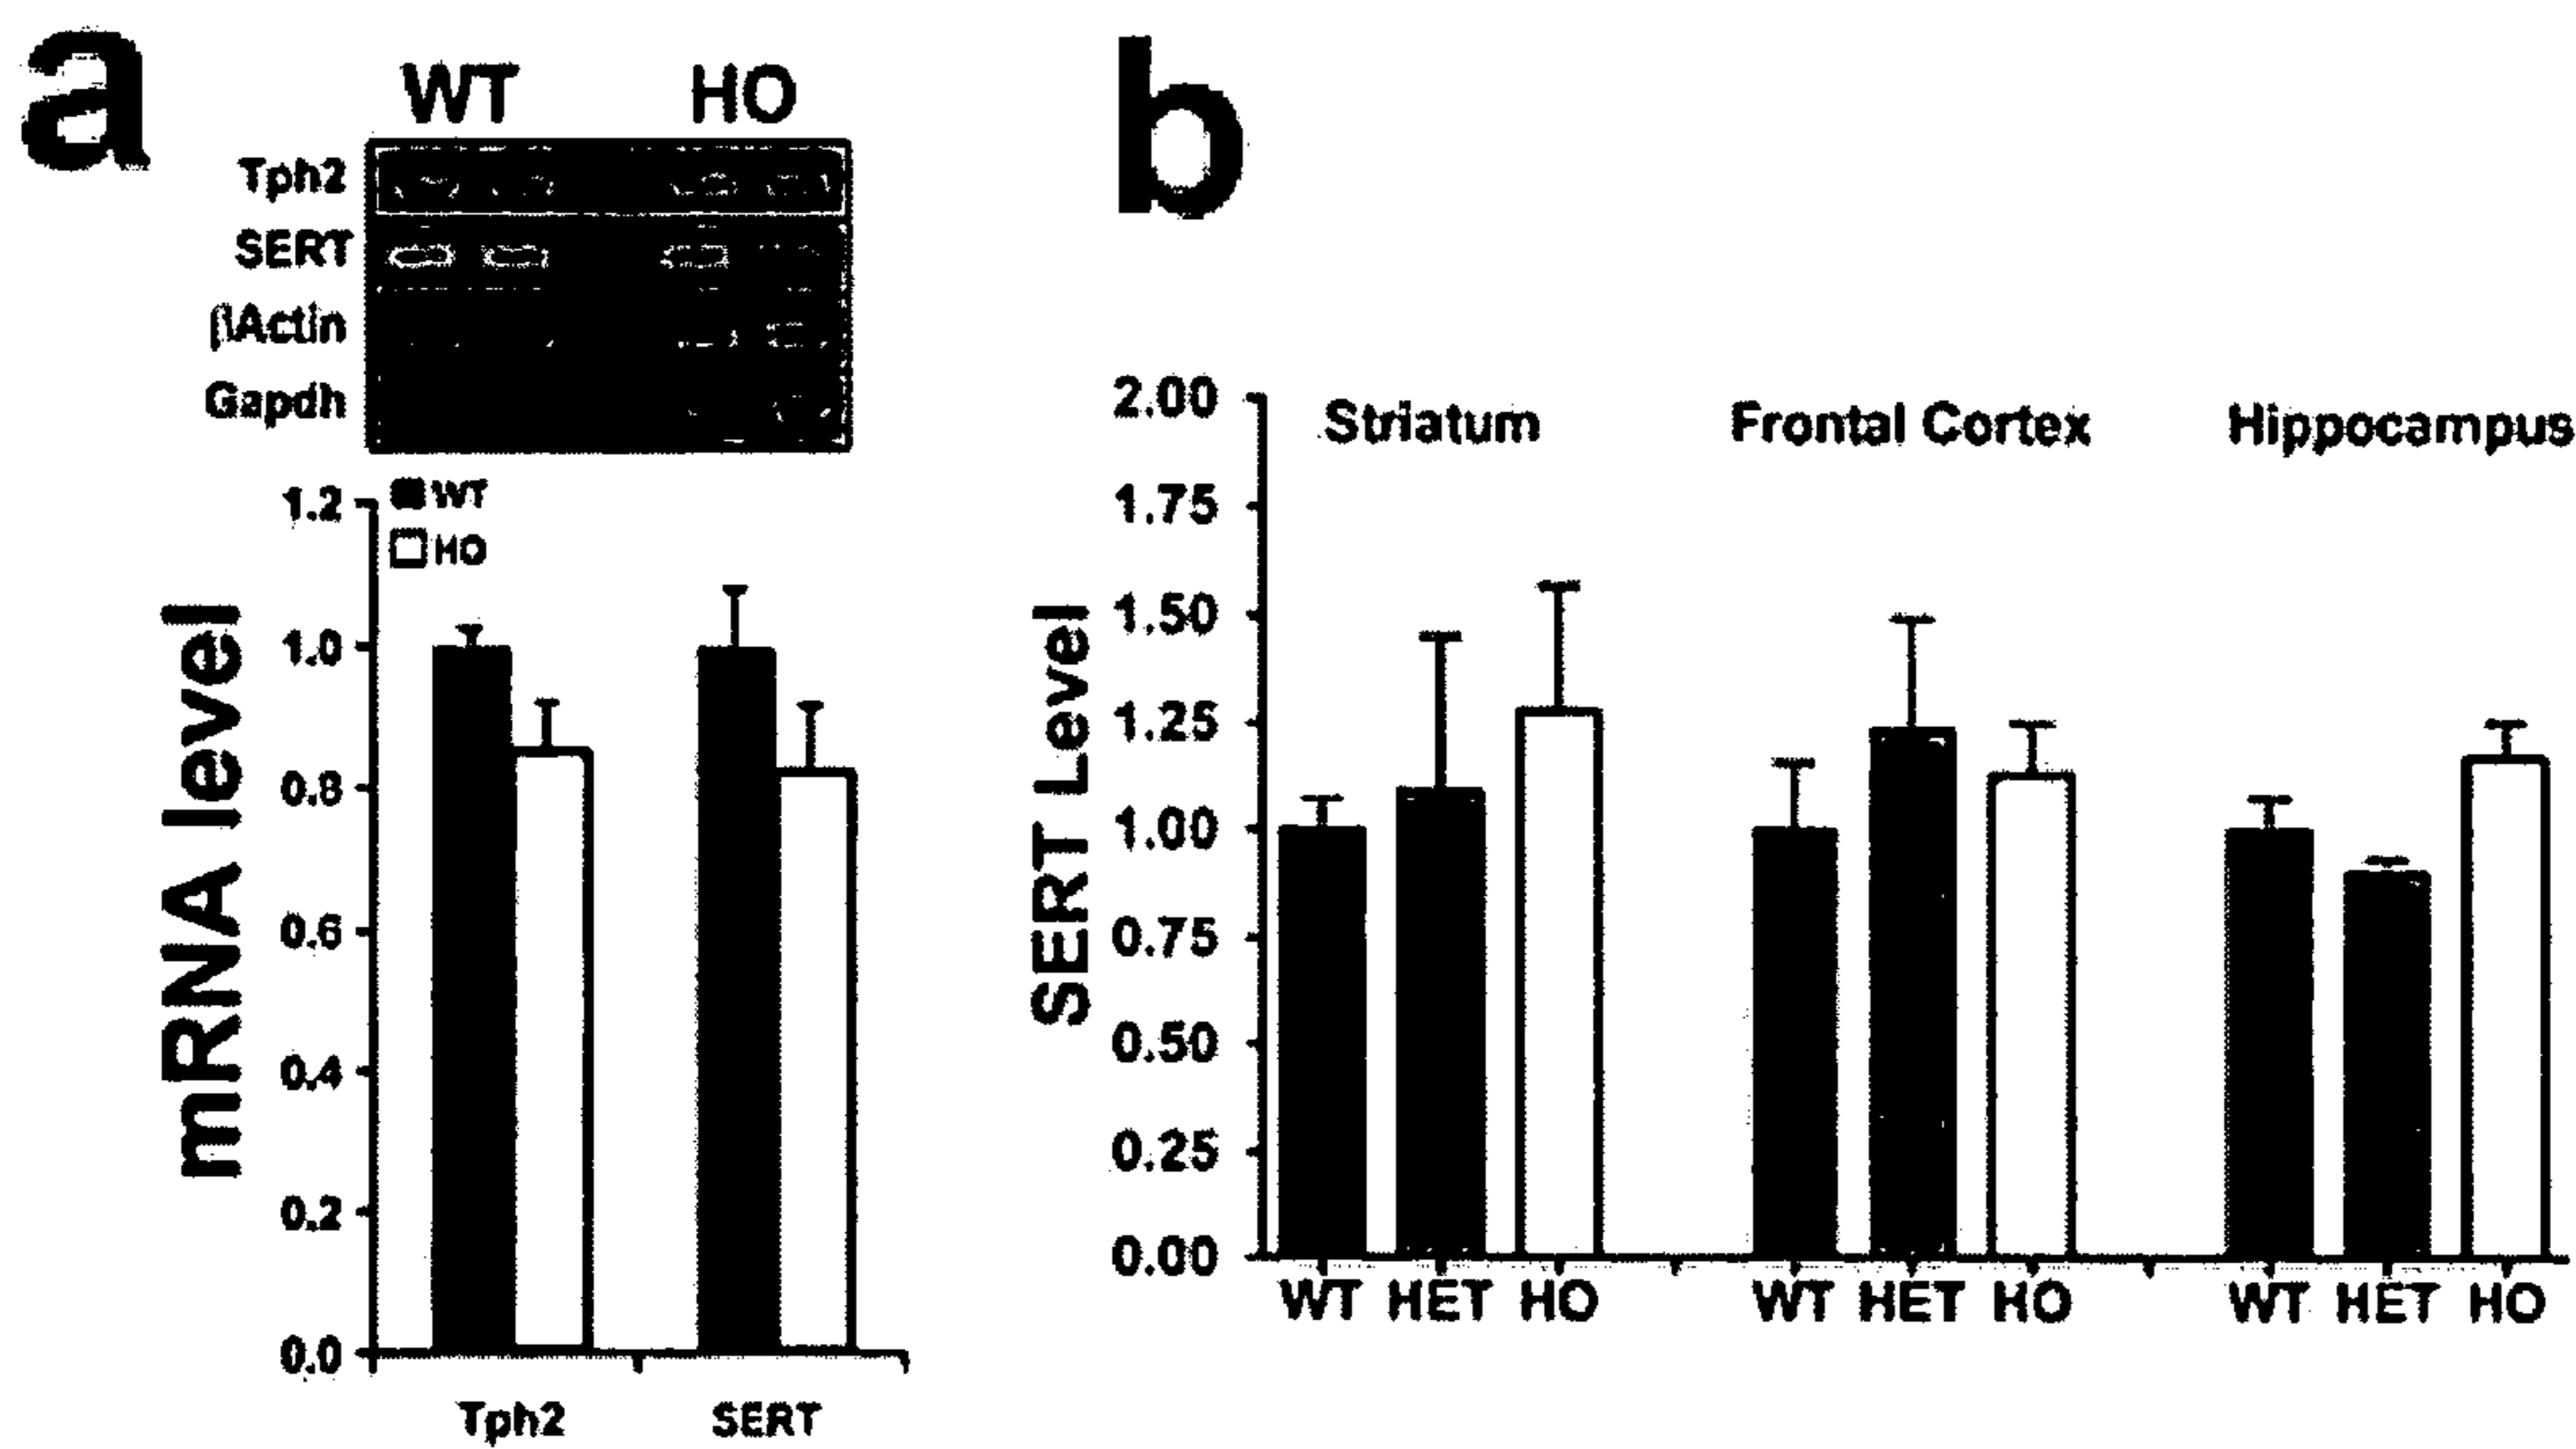 a
WT HO
Tph2
SERT
βActin
Gapdh
WT
HO
mRNA level
1.2
1.0
0.8
0.6
0.4
0.2
0.0
Tph2 SERT
b
Striatum Frontal Cortex Hippocampus
SERT Level
2.00
1.75
1.50
1.25
1.00
0.75
0.50
0.25
0.00
WT HET HO WT HET HO WT HET HO